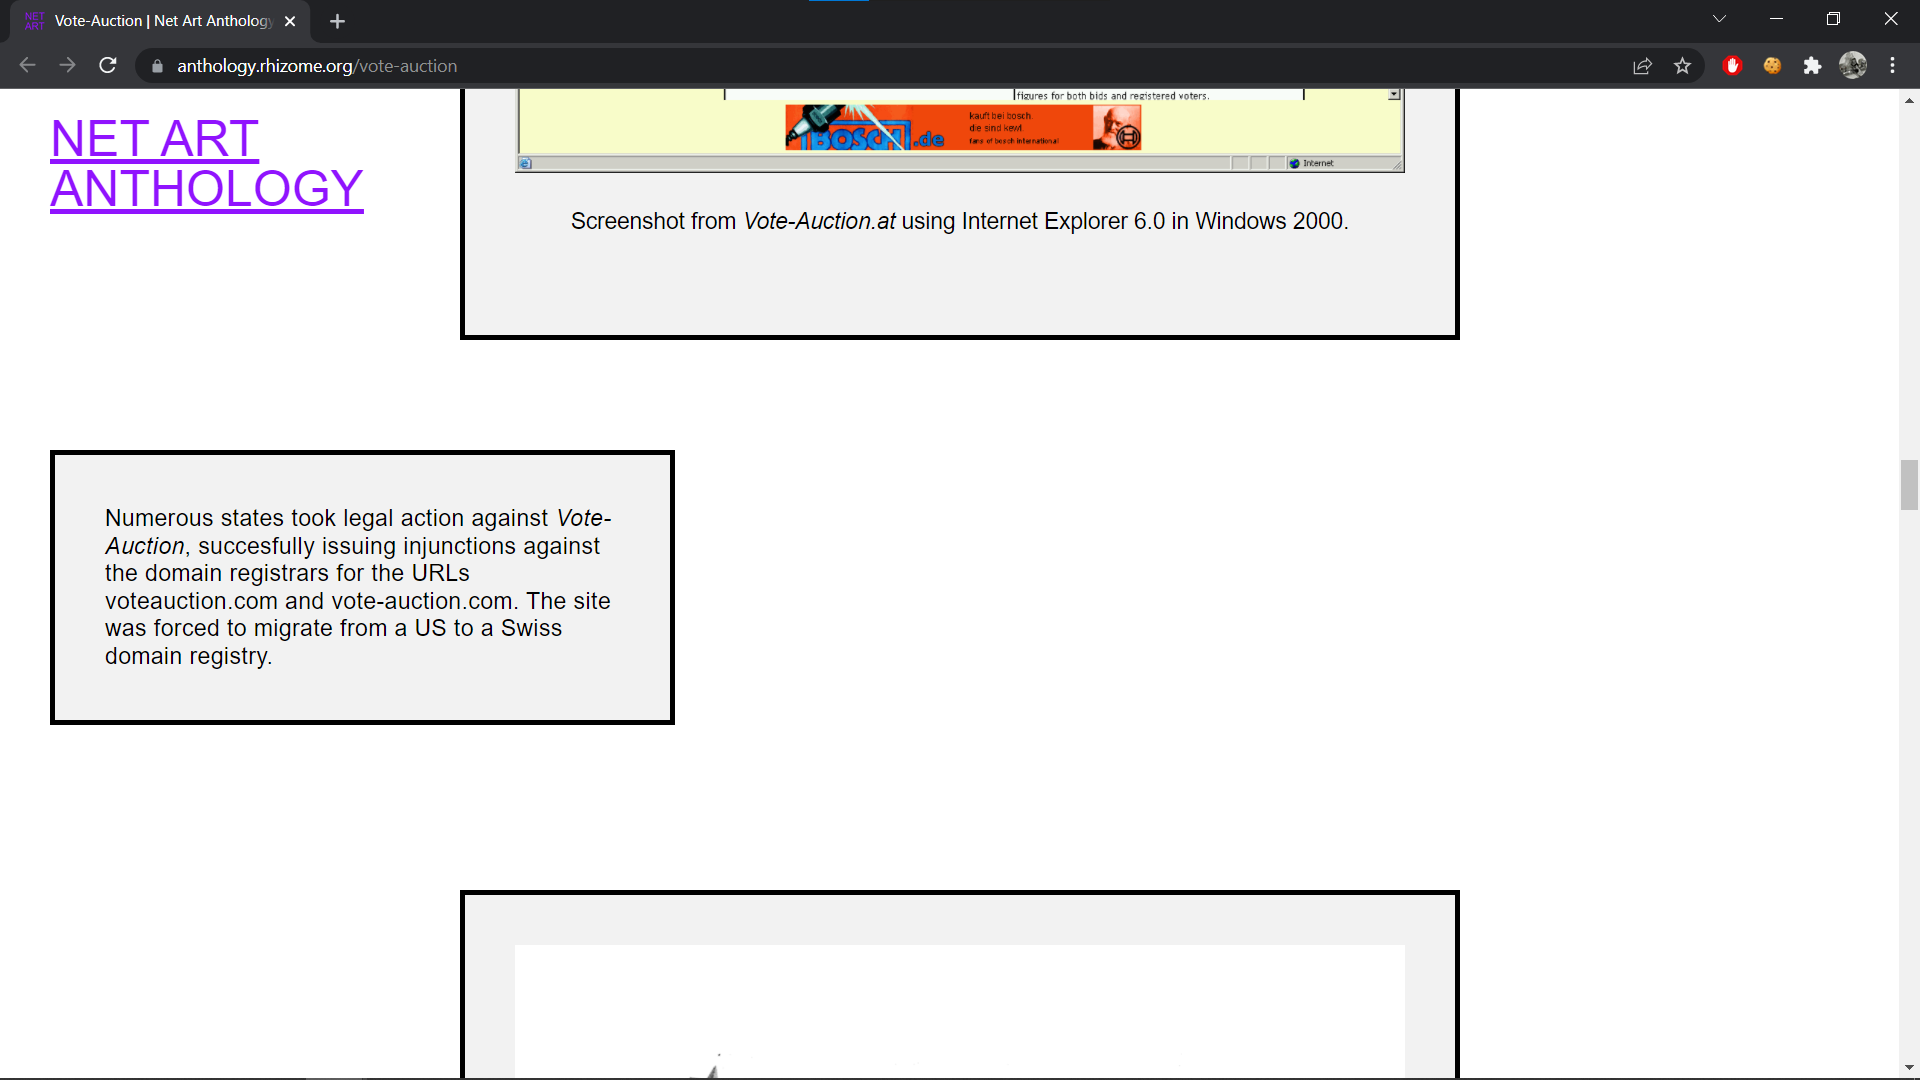 NET
ART
Vote-Auction | Net Art Anthology
anthology.rhizome.org/vote-auction
NET ART
ANTHOLOGY
figures for both bids and registered voters.
BOSCH.de
kauft bei bosch.
die sind kewl.
fans of bosch international
Internet
Screenshot from Vote-Auction.at using Internet Explorer 6.0 in Windows 2000.
Numerous states took legal action against Vote-
Auction, succesfully issuing injunctions against
the domain registrars for the URLs
voteauction.com and vote-auction.com. The site
was forced to migrate from a US to a Swiss
domain registry.